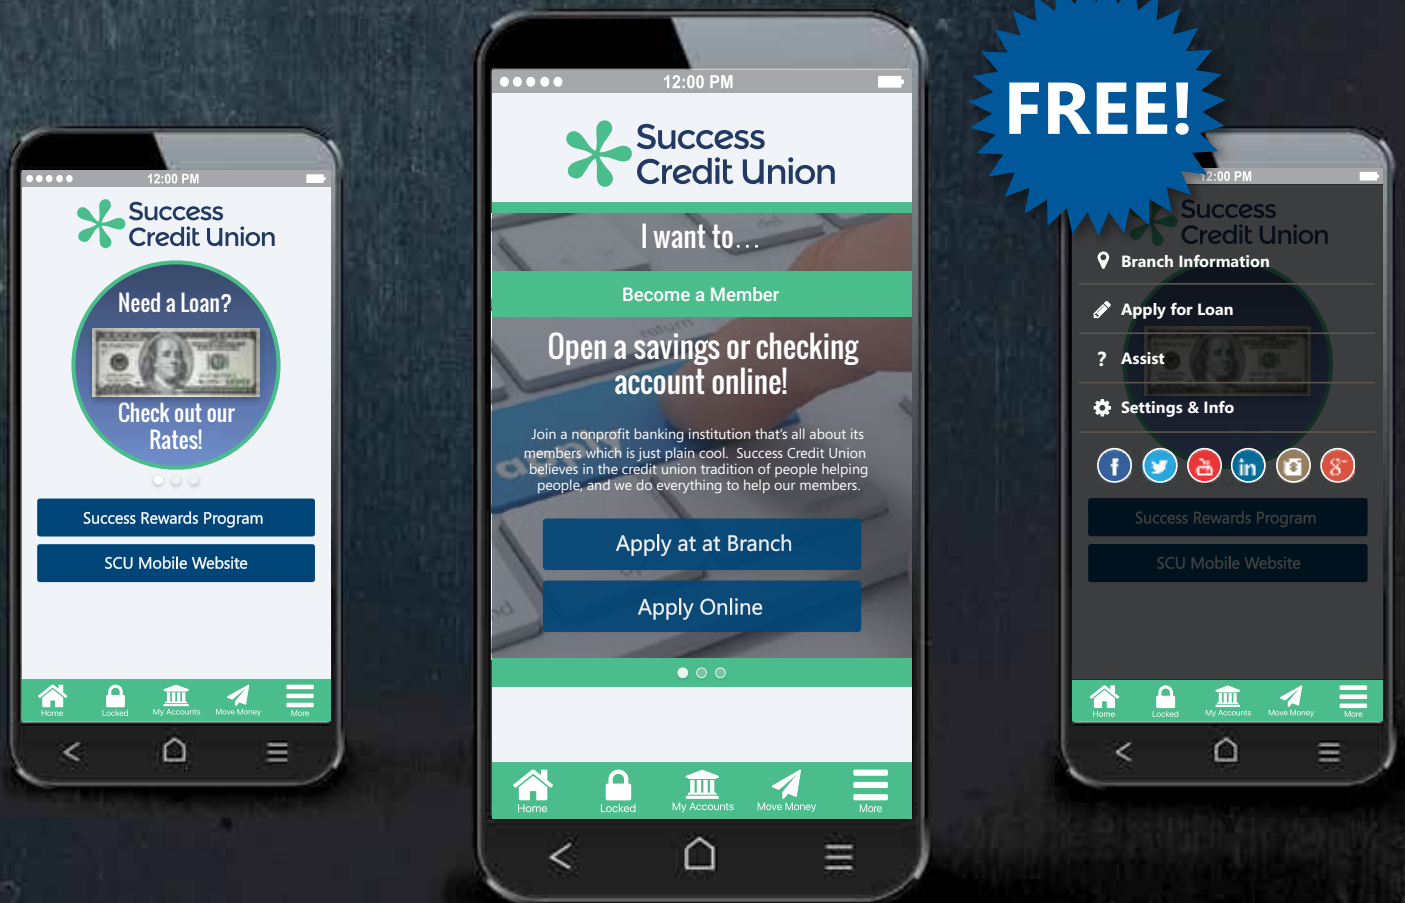 12:00 PM
Success
Credit Union
Need a Loan?
Check out our
Rates!
Success Rewards Program
SCU Mobile Website
Home
Locked
My Accounts
Move Money
More
12:00 PM
Success
Credit Union
I want to...
Become a Member
Open a savings or checking
account online!
Join a nonprofit banking institution that's all about its
members which is just plain cool. Success Credit Union
believes in the credit union tradition of people helping
people, and we do everything to help our members.
apply
Apply at at Branch
Apply Online
Home
Locked
My Accounts
Move Money
More
FREE!
12:00 PM
Success
Credit Union
Branch Information
Apply for Loan
? Assist
Settings & Info
Success Rewards Program
SCU Mobile Website
Home
Locked
My Accounts
Move Money
More